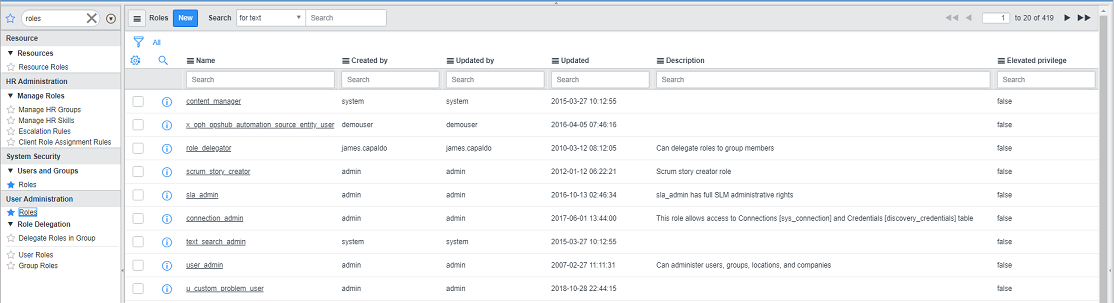 roles
Resource
Resources
Resource Roles
HR Administration
Manage Roles
Manage HR Groups
Manage HR Skills
Escalation Rules
Client Role Assignment Rules
System Security
Users and Groups
Roles
User Administration
Roles
Role Delegation
Delegate Roles in Group
User Roles
Group Roles
Roles New Search for text Search 1 to 20 of 419
All
Name Created by Updated by Updated Description Elevated privilege
Search Search Search Search Search Search
content_manager system system 2015-03-27 10:12:55 false
x_oph_opshub_automation_source_entity_user demouser demouser 2016-04-05 07:46:16 false
role_delegator james.capaldo james.capaldo 2010-03-12 08:12:05 Can delegate roles to group members false
scrum_story_creator admin admin 2012-01-12 06:22:21 Scrum story creator role false
sla_admin admin admin 2016-10-13 02:46:34 sla_admin has full SLM administrative rights false
connection_admin admin admin 2017-06-01 13:44:00 This role allows access to Connections [sys_connection] and Credentials [discovery_credentials] table false
text_search_admin system system 2015-03-27 10:12:55 false
user_admin admin admin 2007-02-27 11:11:31 Can administer users, groups, locations, and companies false
u_custom_problem_user admin admin 2018-10-28 22:44:15 false